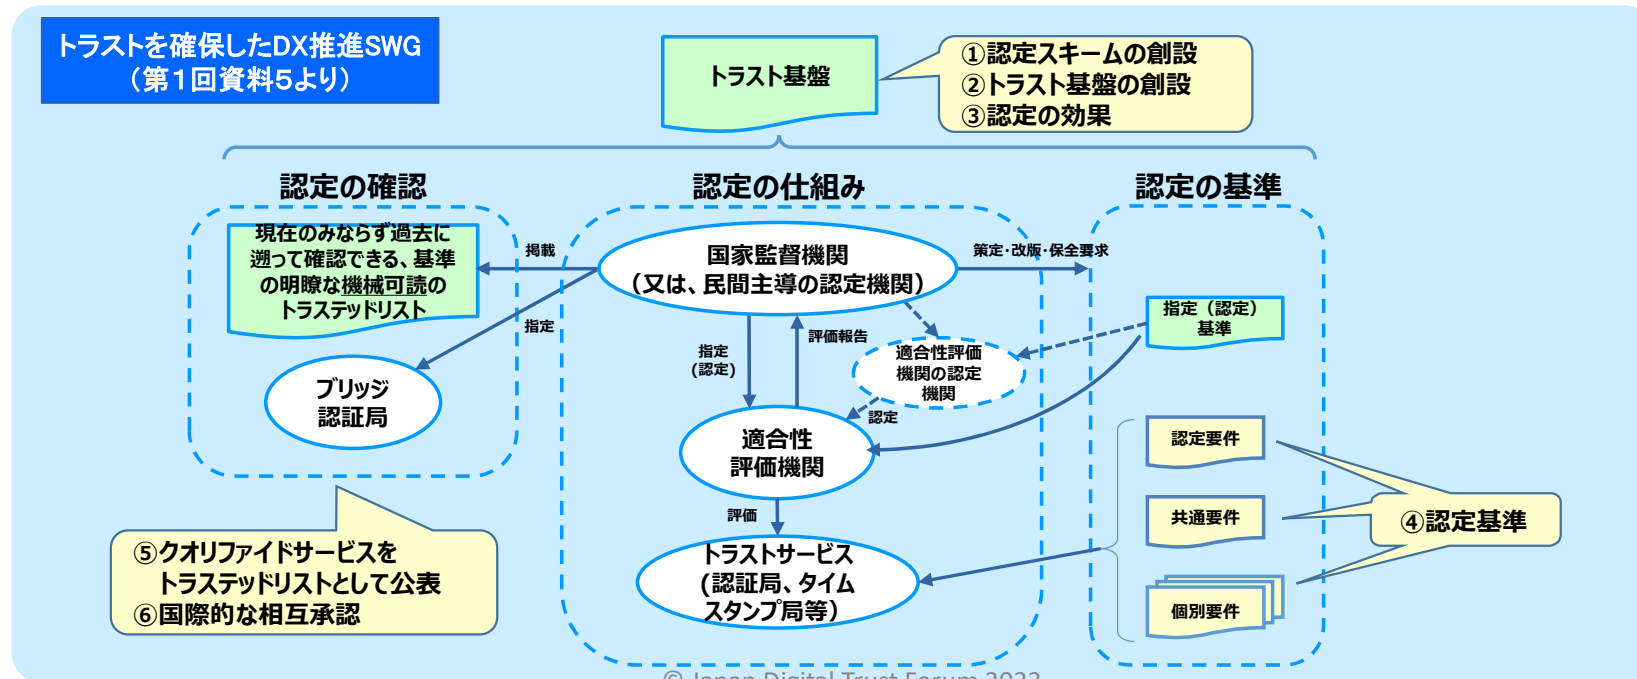 トラストを確保したDX推進SWG
（第１回資料５より）
トラスト基盤
①認定スキームの創設
②トラスト基盤の創設
③認定の効果
認定の確認
認定の仕組み
認定の基準
現在のみならず過去に
遡って確認できる、基準
の明瞭な機械可読の
トラステッドリスト
掲載
国家監督機関
（又は、民間主導の認定機関）
策定・改版・保全要求
指定
ブリッジ
認証局
指定
(認定)
評価報告
適合性評価
機関の認定
機関
認定
指定（認定）
基準
適合性
評価機関
認定要件
共通要件
個別要件
④認定基準
評価
トラストサービス
(認証局、タイム
スタンプ局等）
⑤クオリファイドサービスを
トラステッドリストとして公表
⑥国際的な相互承認
© Japan Digital Trust Forum 2023